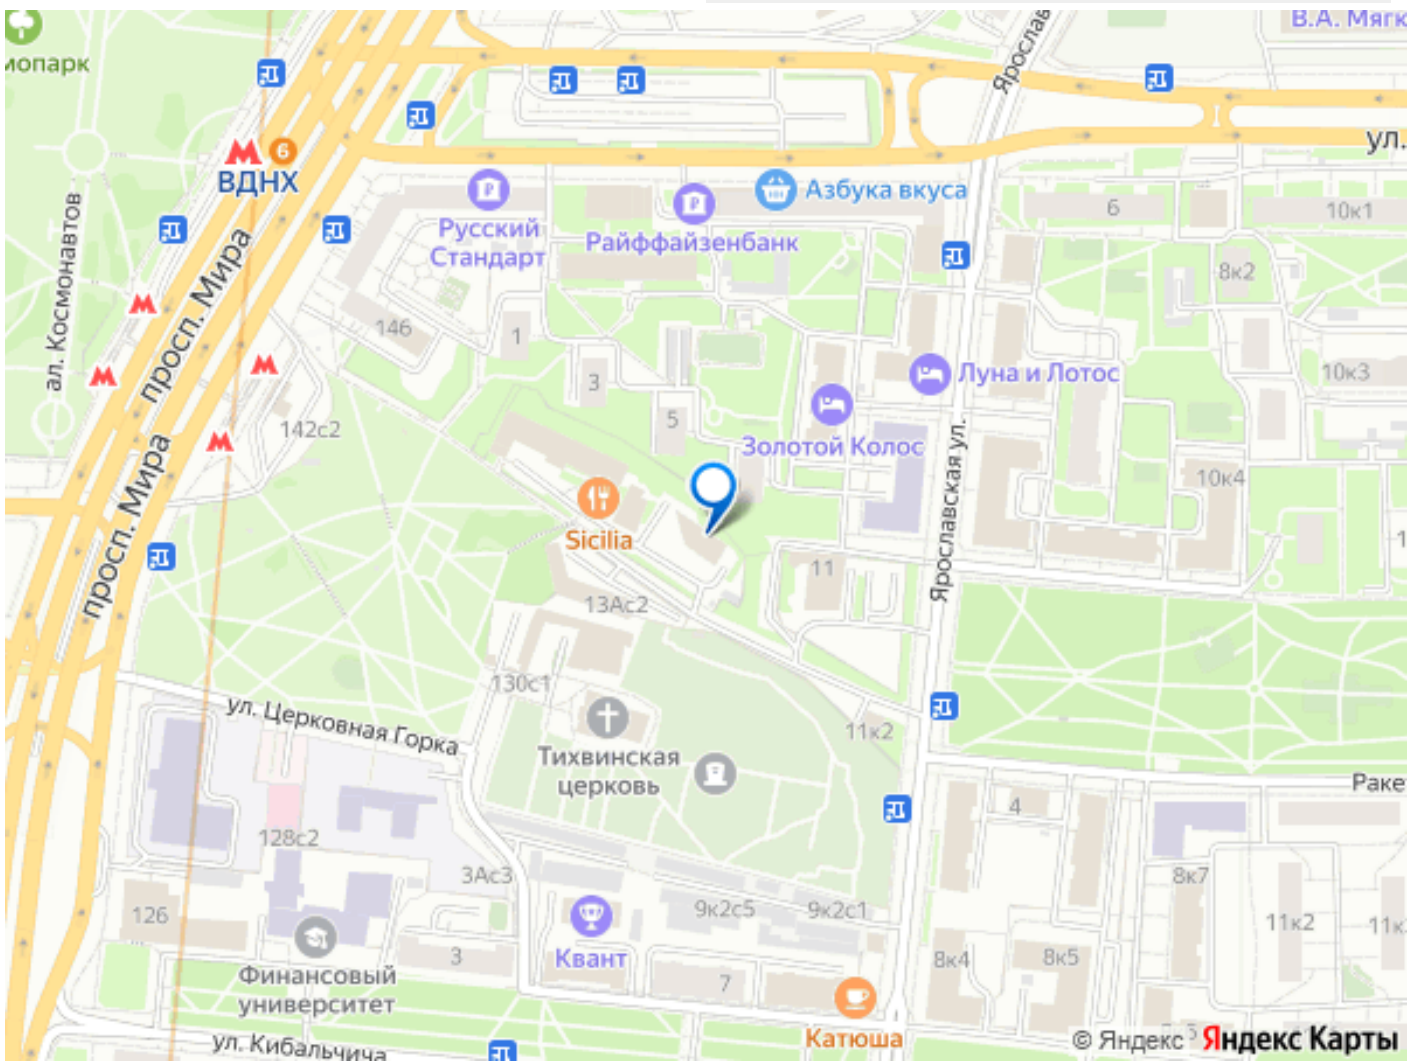 В.А. Мягк
мопарк
Ярослав
ул.
6
ВДНХ
Азбука вкуса
Русский
Стандарт
Райффайзенбанк
6
10к1
8к2
ал. Космонавтов
просп. Мира
146
1
3
5
142с2
Луна и Лотос
10к3
Золотой Колос
10к4
Ярославская ул.
просп. Мира
Sicilia
11
1
13Ас2
130с1
ул. Церковная Горка
Тихвинская
церковь
11к2
Раке
4
128с2
3Ас3
8к7
126
9к2с5
9к2с1
11к2
11к
Квант
Финансовый
университет
3
7
8к4
8к5
Катюша
ул. Кибальчича
© Яндекс Яндекс Карты